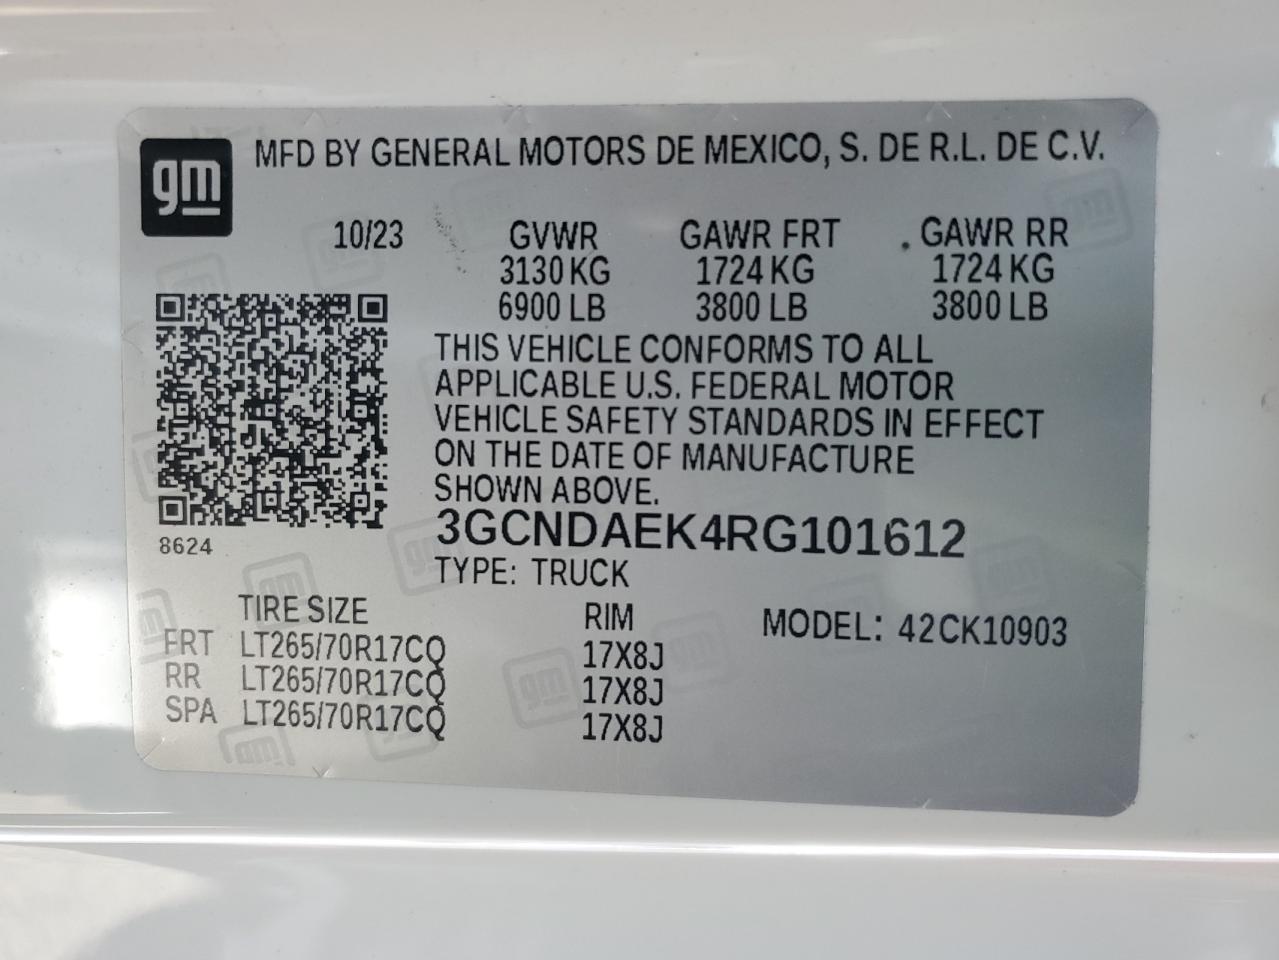 gm MFD BY GENERAL MOTORS DE MEXICO, S. DE R.L. DE C.V.
10/23 GVWR GAWR FRT GAWR RR
3130 KG 1724 KG 1724 KG
6900 LB 3800 LB 3800 LB
THIS VEHICLE CONFORMS TO ALL
APPLICABLE U.S. FEDERAL MOTOR
VEHICLE SAFETY STANDARDS IN EFFECT
ON THE DATE OF MANUFACTURE
SHOWN ABOVE.
3GCNDAEK4RG101612
8624
TYPE: TRUCK
TIRE SIZE RIM MODEL: 42CK10903
FRT LT265/70R17CQ 17X8J
RR LT265/70R17CQ 17X8J
SPA LT265/70R17CQ 17X8J